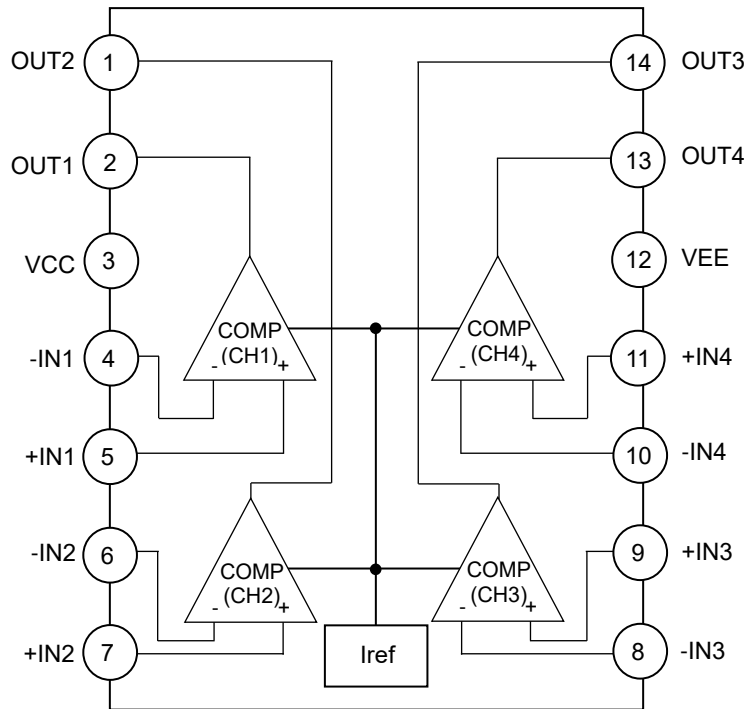 OUT2 1 14 OUT3
OUT1 2 13 OUT4
VCC 3 12 VEE
COMP (CH1) - +
COMP (CH4) - +
-IN1 4 11 +IN4
+IN1 5 10 -IN4
-IN2 6 9 +IN3
COMP (CH2) - +
COMP (CH3) - +
+IN2 7 8 -IN3
Iref